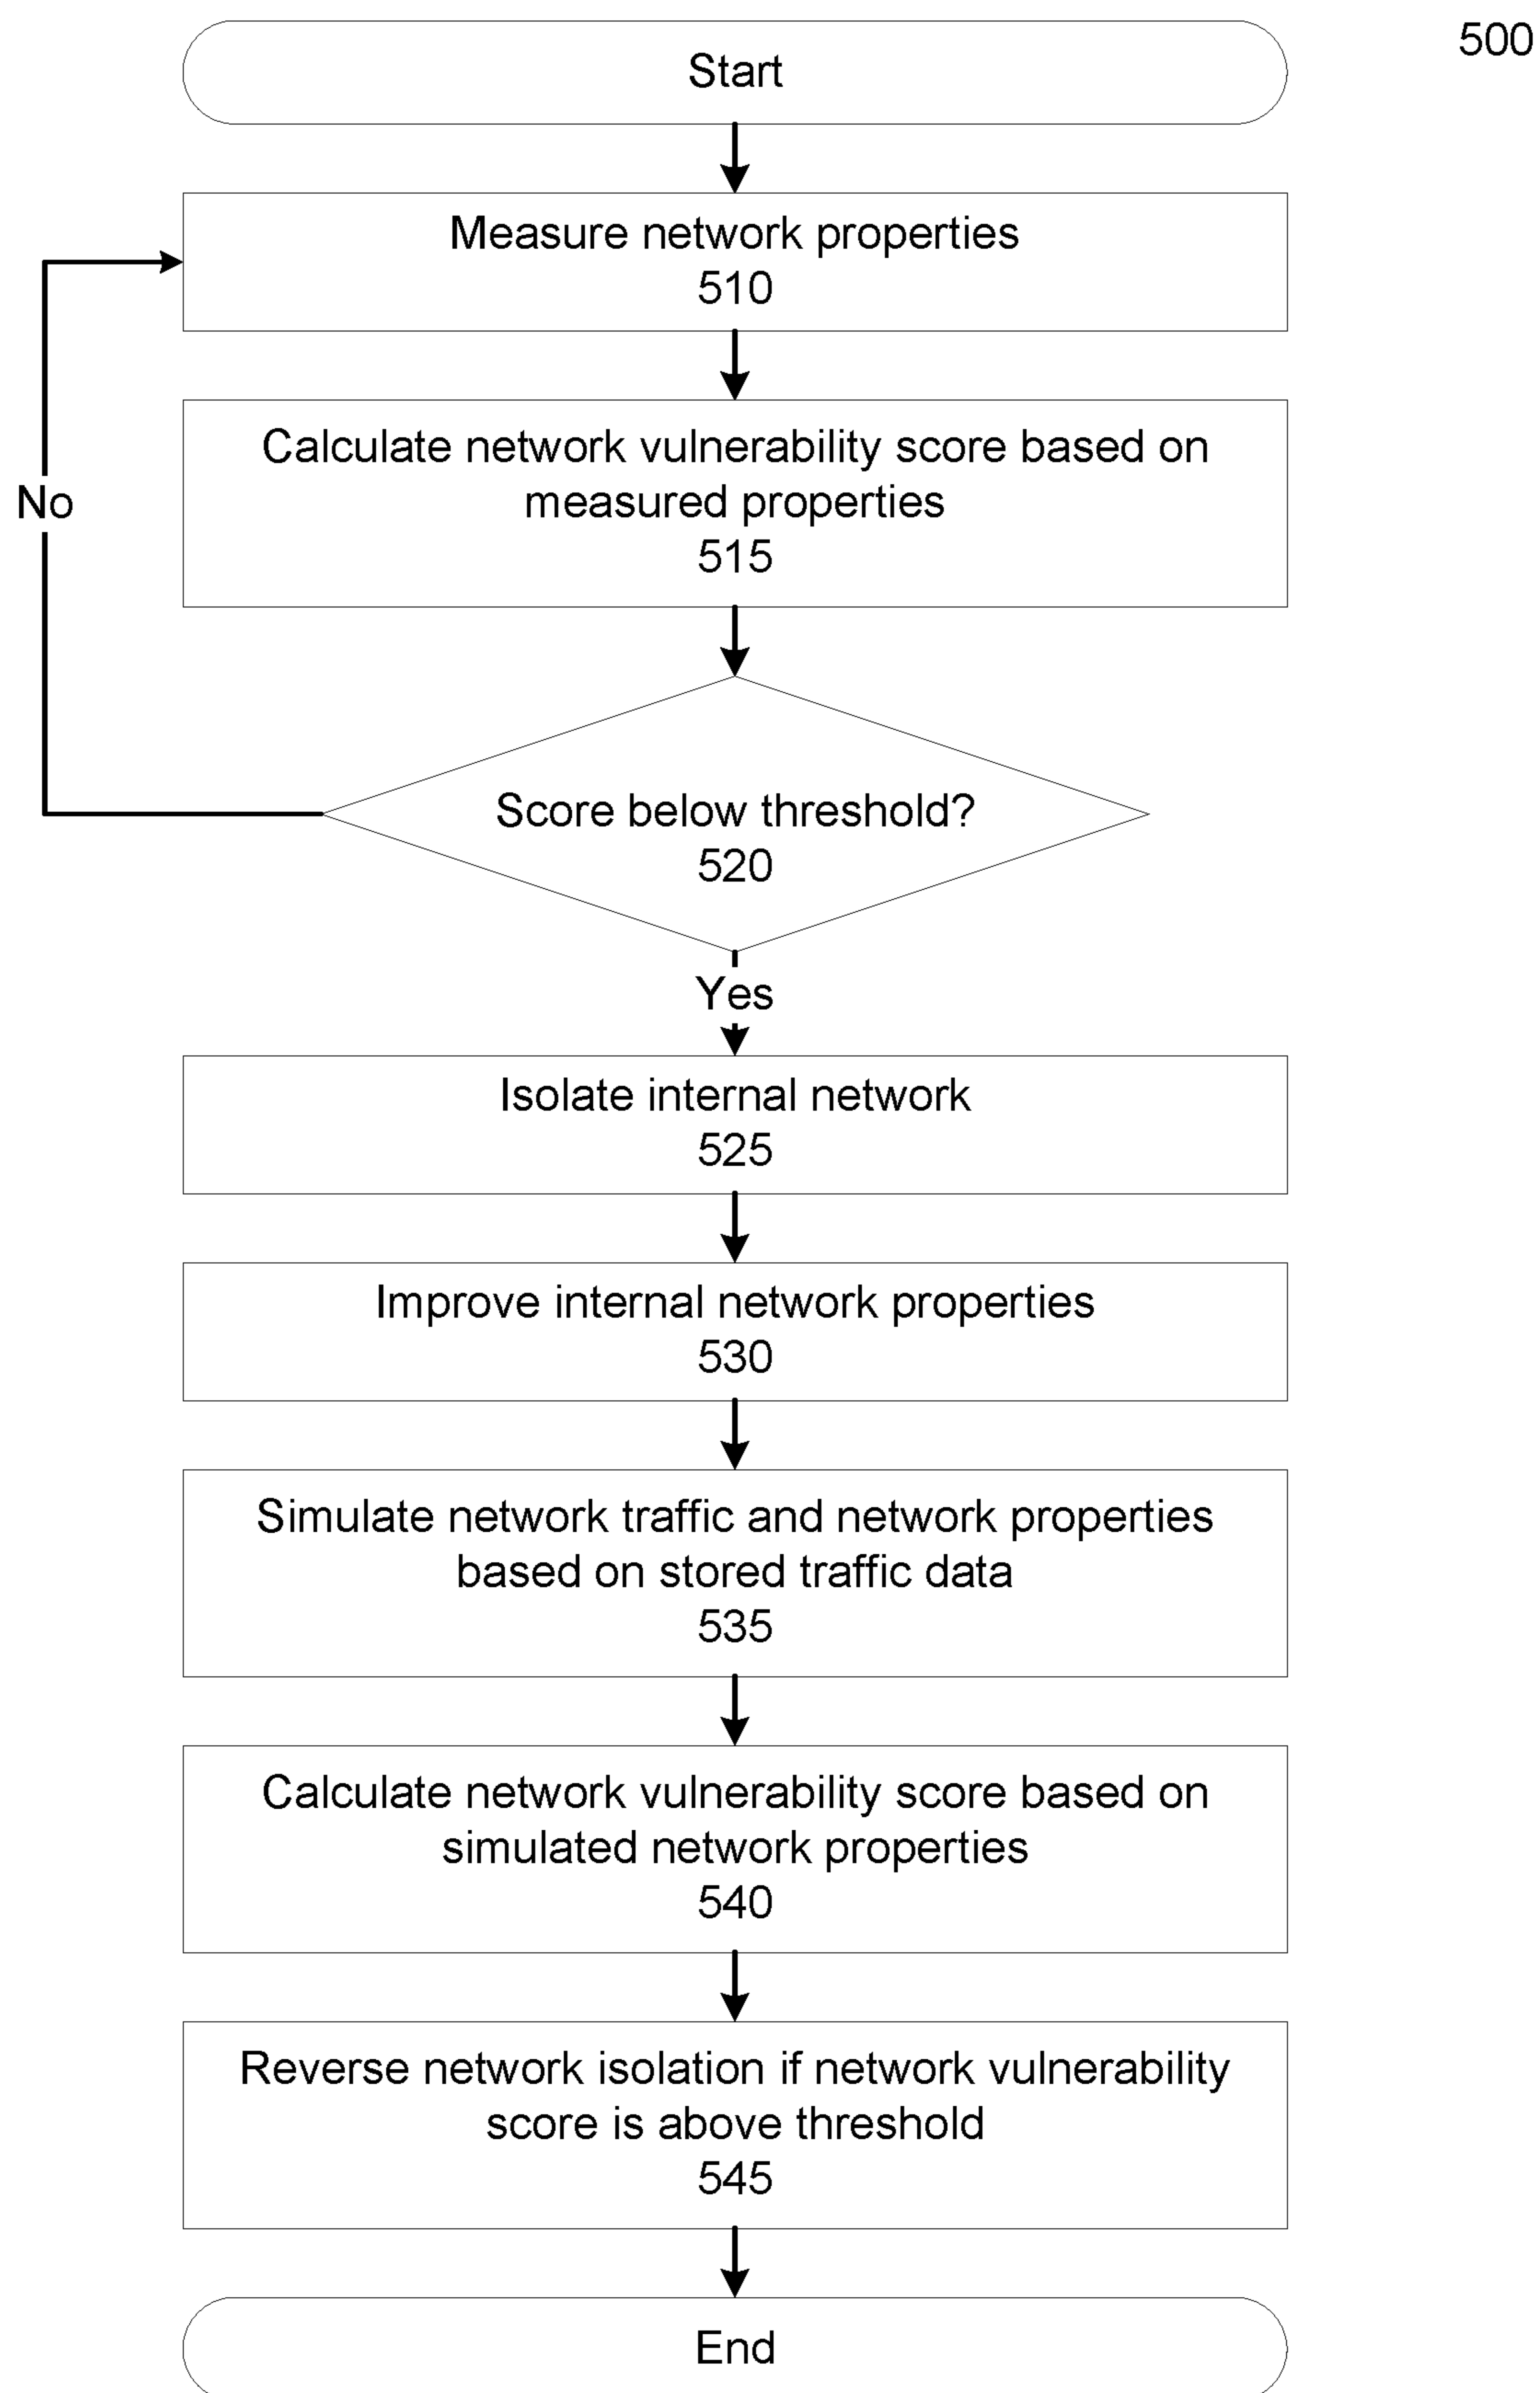 500
Start
Measure network properties
510
Calculate network vulnerability score based on
measured properties
515
No
Score below threshold?
520
Yes
Isolate internal network
525
Improve internal network properties
530
Simulate network traffic and network properties
based on stored traffic data
535
Calculate network vulnerability score based on
simulated network properties
540
Reverse network isolation if network vulnerability
score is above threshold
545
End